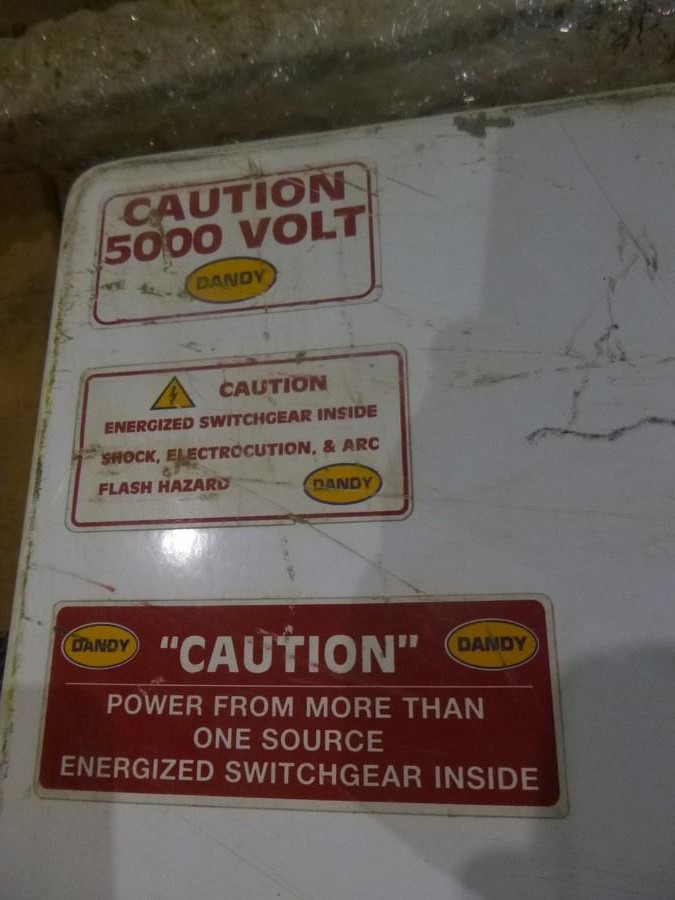 CAUTION
5000 VOLT
DANDY
CAUTION
ENERGIZED SWITCHGEAR INSIDE
SHOCK, ELECTROCUTION, & ARC
FLASH HAZARD DANDY
DANDY "CAUTION" DANDY
POWER FROM MORE THAN
ONE SOURCE
ENERGIZED SWITCHGEAR INSIDE